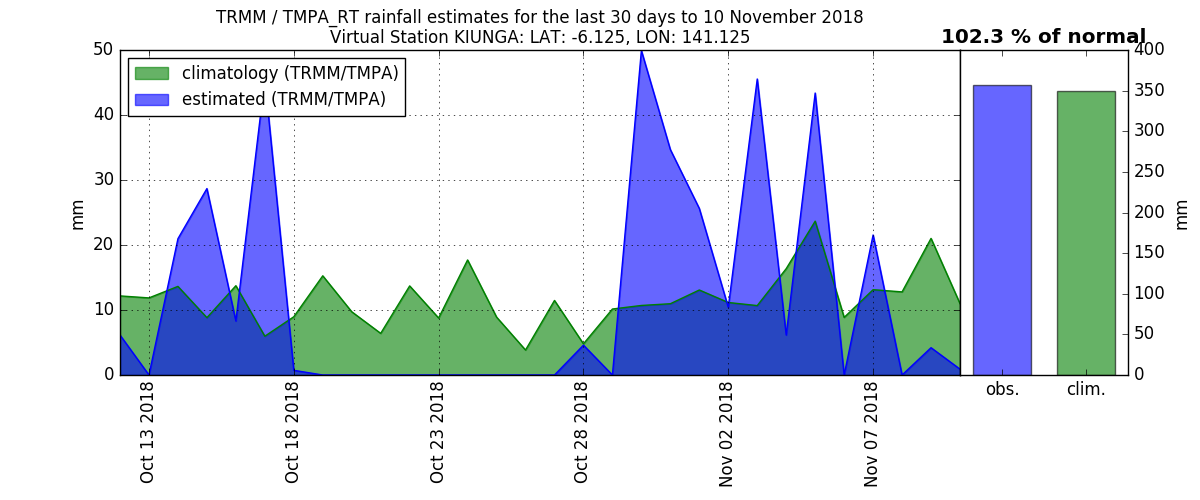 TRMM / TMPA_RT rainfall estimates for the last 30 days to 10 November 2018
Virtual Station KIUNGA: LAT: -6.125, LON: 141.125
102.3 % of normal
climatology (TRMM/TMPA)
estimated (TRMM/TMPA)
50
40
30
20
10
0
mm
Oct 13 2018
Oct 18 2018
Oct 23 2018
Oct 28 2018
Nov 02 2018
Nov 07 2018
400
350
300
250
200
150
100
50
0
mm
obs.
clim.